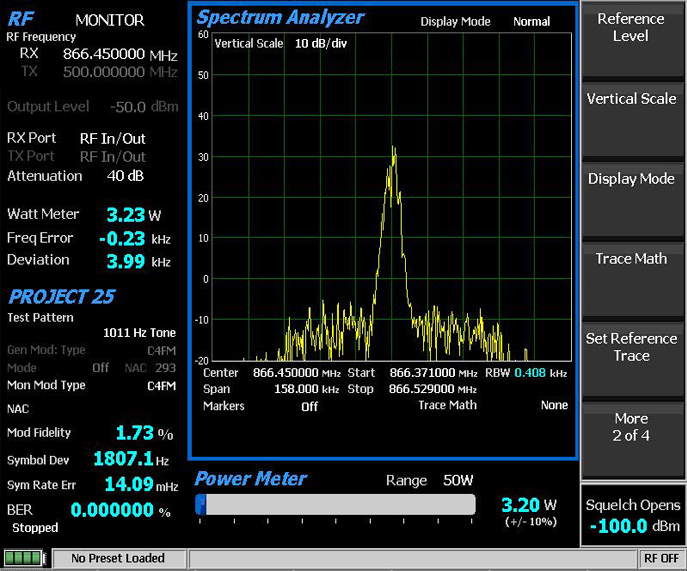 RF MONITOR
RF Frequency
RX 866.450000 MHz
TX 500.000000 MHz
Output Level -50.0 dBm
RX Port RF In/Out
TX Port RF In/Out
Attenuation 40 dB
Watt Meter 3.23 W
Freq Error -0.23 kHz
Deviation 3.99 kHz
PROJECT 25
Test Pattern
1011 Hz Tone
Gen Mod: Type C4FM
Mode Off NAC 293
Mon Mod Type C4FM
NAC
Mod Fidelity 1.73 %
Symbol Dev 1807.1 Hz
Sym Rate Err 14.09 mHz
BER 0.000000 %
Stopped
Spectrum Analyzer Display Mode Normal
Vertical Scale 10 dB/div
60
50
40
30
20
10
0
-10
-20
Center 866.450000 MHz Start 866.371000 MHz RBW 0.408 kHz
Span 158.000 kHz Stop 866.529000 MHz
Markers Off Trace Math None
Power Meter Range 50W
3.20 W
(+/- 10%)
Reference
Level
Vertical Scale
Display Mode
Trace Math
Set Reference
Trace
More
2 of 4
Squelch Opens
-100.0 dBm
No Preset Loaded
RF OFF